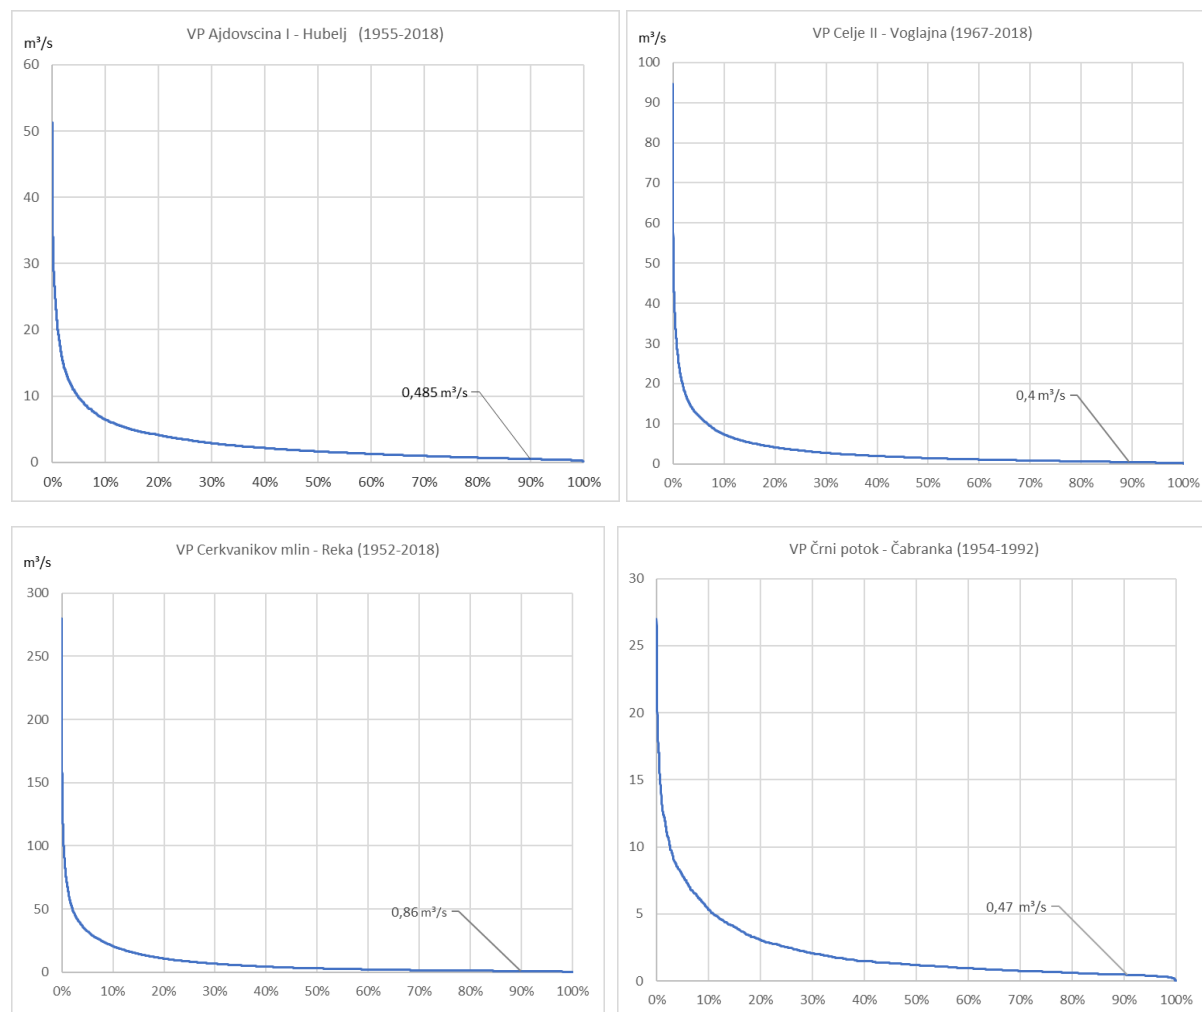 VP Ajdovscina I - Hubelj (1955-2018)
m³/s
60
50
40
30
20
10
0
0,485 m³/s
0% 10% 20% 30% 40% 50% 60% 70% 80% 90% 100%
VP Celje II - Voglajna (1967-2018)
m³/s
100
90
80
70
60
50
40
30
20
10
0
0,4 m³/s
0% 10% 20% 30% 40% 50% 60% 70% 80% 90% 100%
VP Cerkvanikov mlin - Reka (1952-2018)
m³/s
300
250
200
150
100
50
0
0,86 m³/s
0% 10% 20% 30% 40% 50% 60% 70% 80% 90% 100%
VP Črni potok - Čabranka (1954-1992)
30
25
20
15
10
5
0
0,47 m³/s
0% 10% 20% 30% 40% 50% 60% 70% 80% 90% 100%